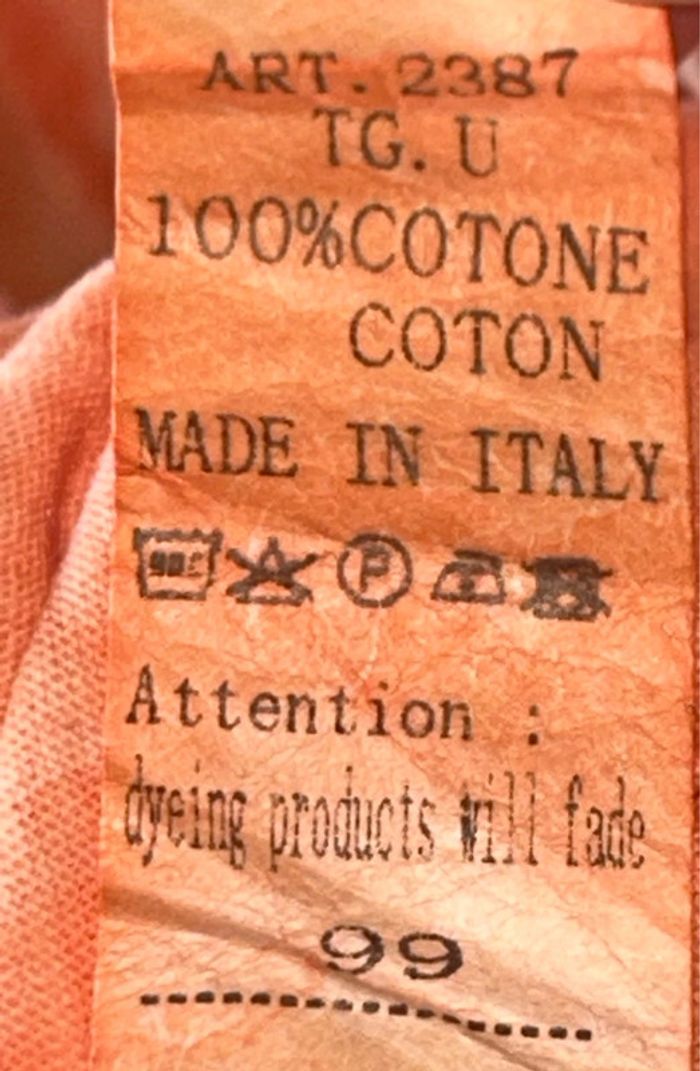 ART. 2387
TG. U
100%COTONE
COTON
MADE IN ITALY
P
Attention :
dyeing products will fade
99